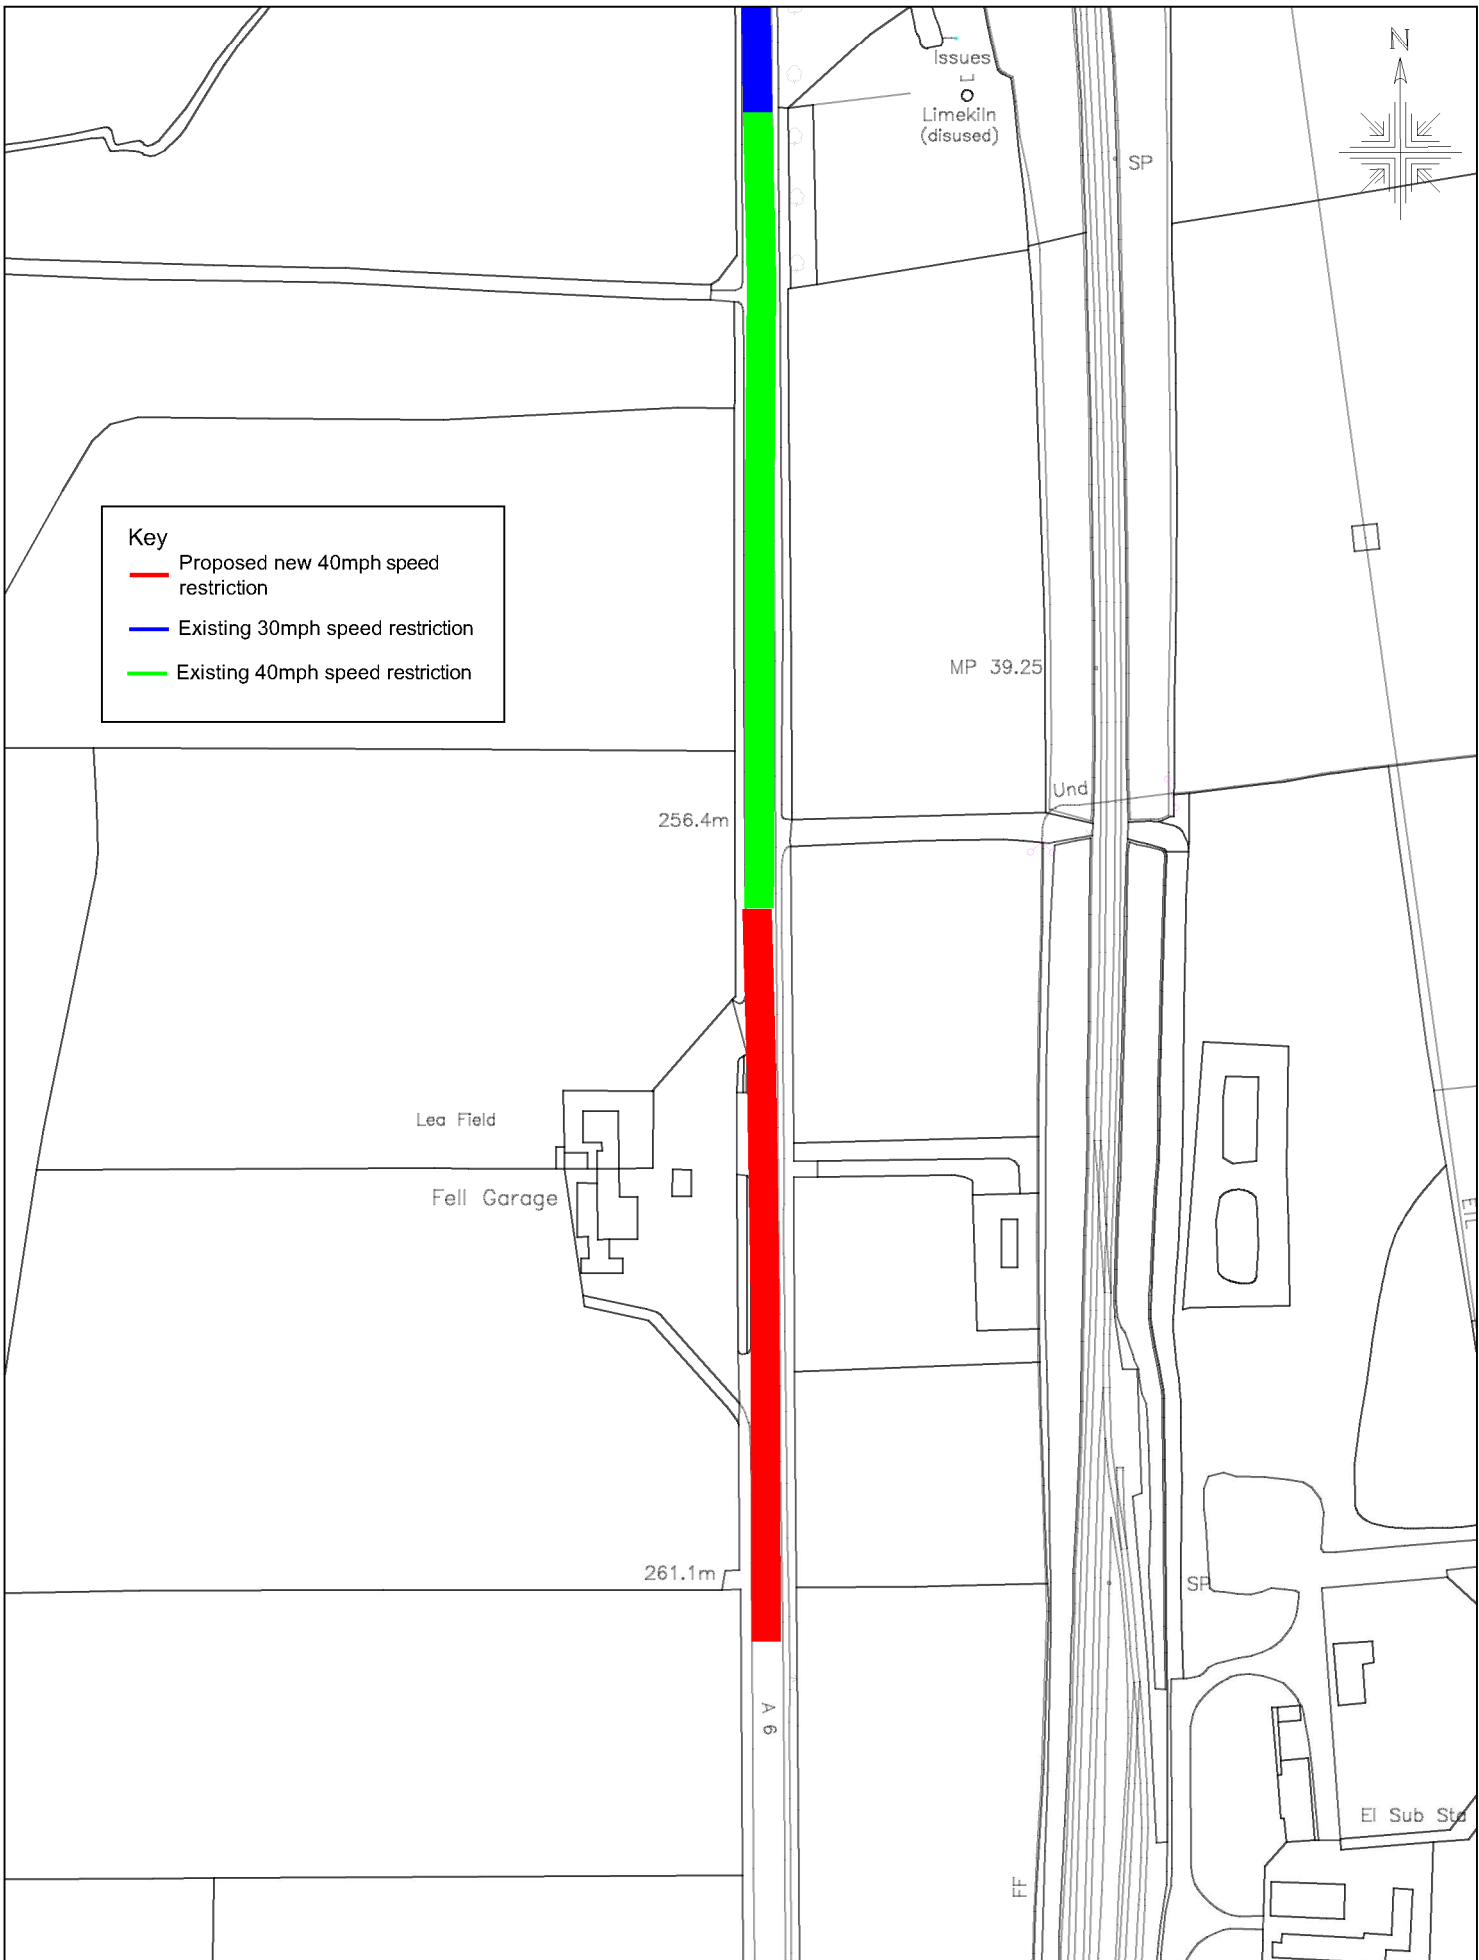 N
Issues
Limekiln
(disused)
SP
Key
Proposed new 40mph speed
restriction
Existing 30mph speed restriction
Existing 40mph speed restriction
MP 39.25
Und
256.4m
Lea Field
Fell Garage
ETL
261.1m
SP
A 6
El Sub Sta
FF